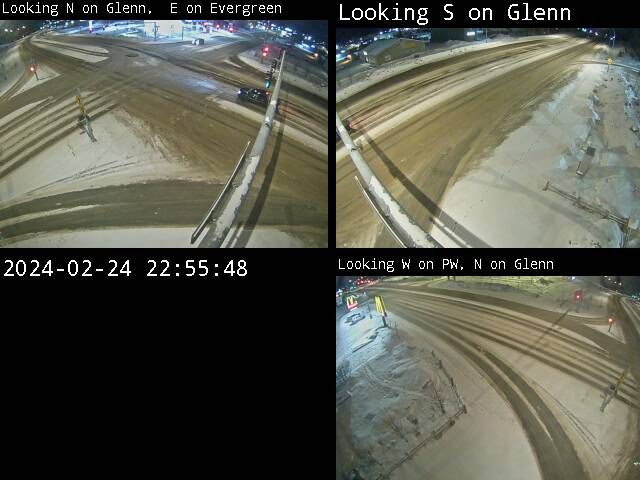 Looking N on Glenn,  E on Evergreen
Looking S on Glenn
2024-02-24 22:55:48
Looking W on PW, N on Glenn